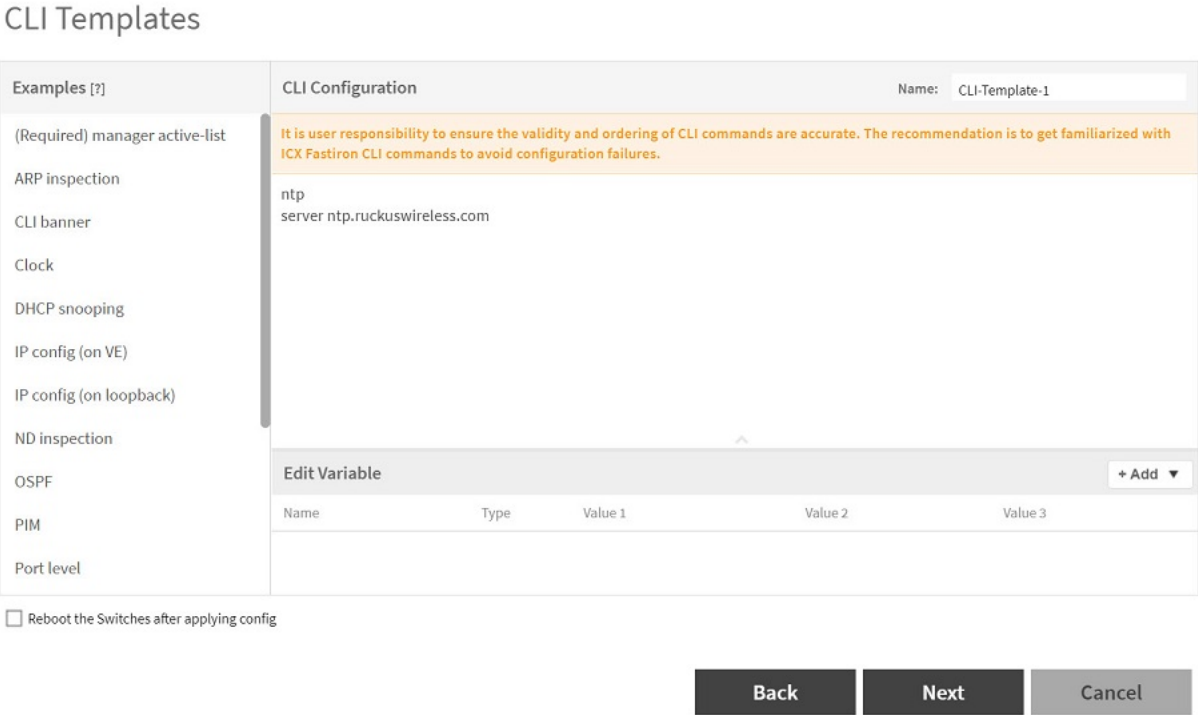 CLI Templates
Examples [?]
(Required) manager active-list
ARP inspection
CLI banner
Clock
DHCP snooping
IP config (on VE)
IP config (on loopback)
ND inspection
OSPF
PIM
Port level
CLI Configuration
Name: CLI-Template-1
It is user responsibility to ensure the validity and ordering of CLI commands are accurate. The recommendation is to get familiarized with
ICX Fastiron CLI commands to avoid configuration failures.
ntp
server ntp.ruckuswireless.com
Edit Variable
+ Add ▼
Name Type Value 1 Value 2 Value 3
Reboot the Switches after applying config
Back Next Cancel